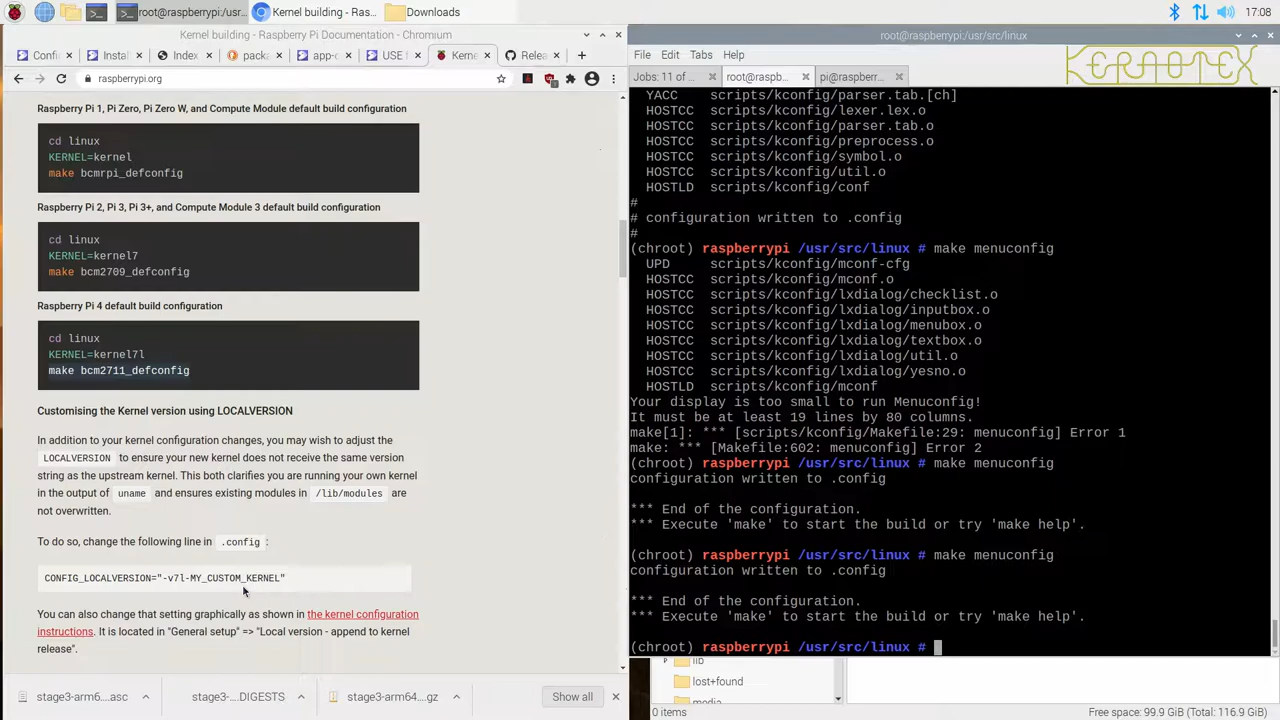 root@raspberrypi:/usr...
Kernel building - Ras...
Downloads
17:08
Kernel building - Raspberry Pi Documentation - Chromium
Confi
Instal
Index
packa
app-c
USE f
Kerne
Relea
raspberrypi.org
Raspberry Pi 1, Pi Zero, Pi Zero W, and Compute Module default build configuration
cd linux
KERNEL=kernel
make bcmrpi_defconfig
Raspberry Pi 2, Pi 3, Pi 3+, and Compute Module 3 default build configuration
cd linux
KERNEL=kernel7
make bcm2709_defconfig
Raspberry Pi 4 default build configuration
cd linux
KERNEL=kernel7l
make bcm2711_defconfig
Customising the Kernel version using LOCALVERSION
In addition to your kernel configuration changes, you may wish to adjust the
LOCALVERSION to ensure your new kernel does not receive the same version
string as the upstream kernel. This both clarifies you are running your own kernel
in the output of uname and ensures existing modules in /lib/modules are
not overwritten.
To do so, change the following line in .config :
CONFIG_LOCALVERSION="-v7l-MY_CUSTOM_KERNEL"
You can also change that setting graphically as shown in the kernel configuration
instructions. It is located in "General setup" => "Local version - append to kernel
release".
stage3-arm6....asc
stage3-....DIGESTS
stage3-arm64....gz
Show all
root@raspberrypi:/usr/src/linux
File Edit Tabs Help
KERNOTEX
Jobs: 11 of ...
root@raspb...
pi@raspberr...
YACC scripts/kconfig/parser.tab.[ch]
HOSTCC scripts/kconfig/lexer.lex.o
HOSTCC scripts/kconfig/parser.tab.o
HOSTCC scripts/kconfig/preprocess.o
HOSTCC scripts/kconfig/symbol.o
HOSTCC scripts/kconfig/util.o
HOSTLD scripts/kconfig/conf
#
# configuration written to .config
#
(chroot) raspberrypi /usr/src/linux # make menuconfig
UPD scripts/kconfig/mconf-cfg
HOSTCC scripts/kconfig/mconf.o
HOSTCC scripts/kconfig/lxdialog/checklist.o
HOSTCC scripts/kconfig/lxdialog/inputbox.o
HOSTCC scripts/kconfig/lxdialog/menubox.o
HOSTCC scripts/kconfig/lxdialog/textbox.o
HOSTCC scripts/kconfig/lxdialog/util.o
HOSTCC scripts/kconfig/lxdialog/yesno.o
HOSTLD scripts/kconfig/mconf
Your display is too small to run Menuconfig!
It must be at least 19 lines by 80 columns.
make[1]: *** [scripts/kconfig/Makefile:29: menuconfig] Error 1
make: *** [Makefile:602: menuconfig] Error 2
(chroot) raspberrypi /usr/src/linux # make menuconfig
configuration written to .config
*** End of the configuration.
*** Execute 'make' to start the build or try 'make help'.
(chroot) raspberrypi /usr/src/linux # make menuconfig
configuration written to .config
*** End of the configuration.
*** Execute 'make' to start the build or try 'make help'.
(chroot) raspberrypi /usr/src/linux #
lib
lost+found
media
0 items
Free space: 99.9 GiB (Total: 116.9 GiB)